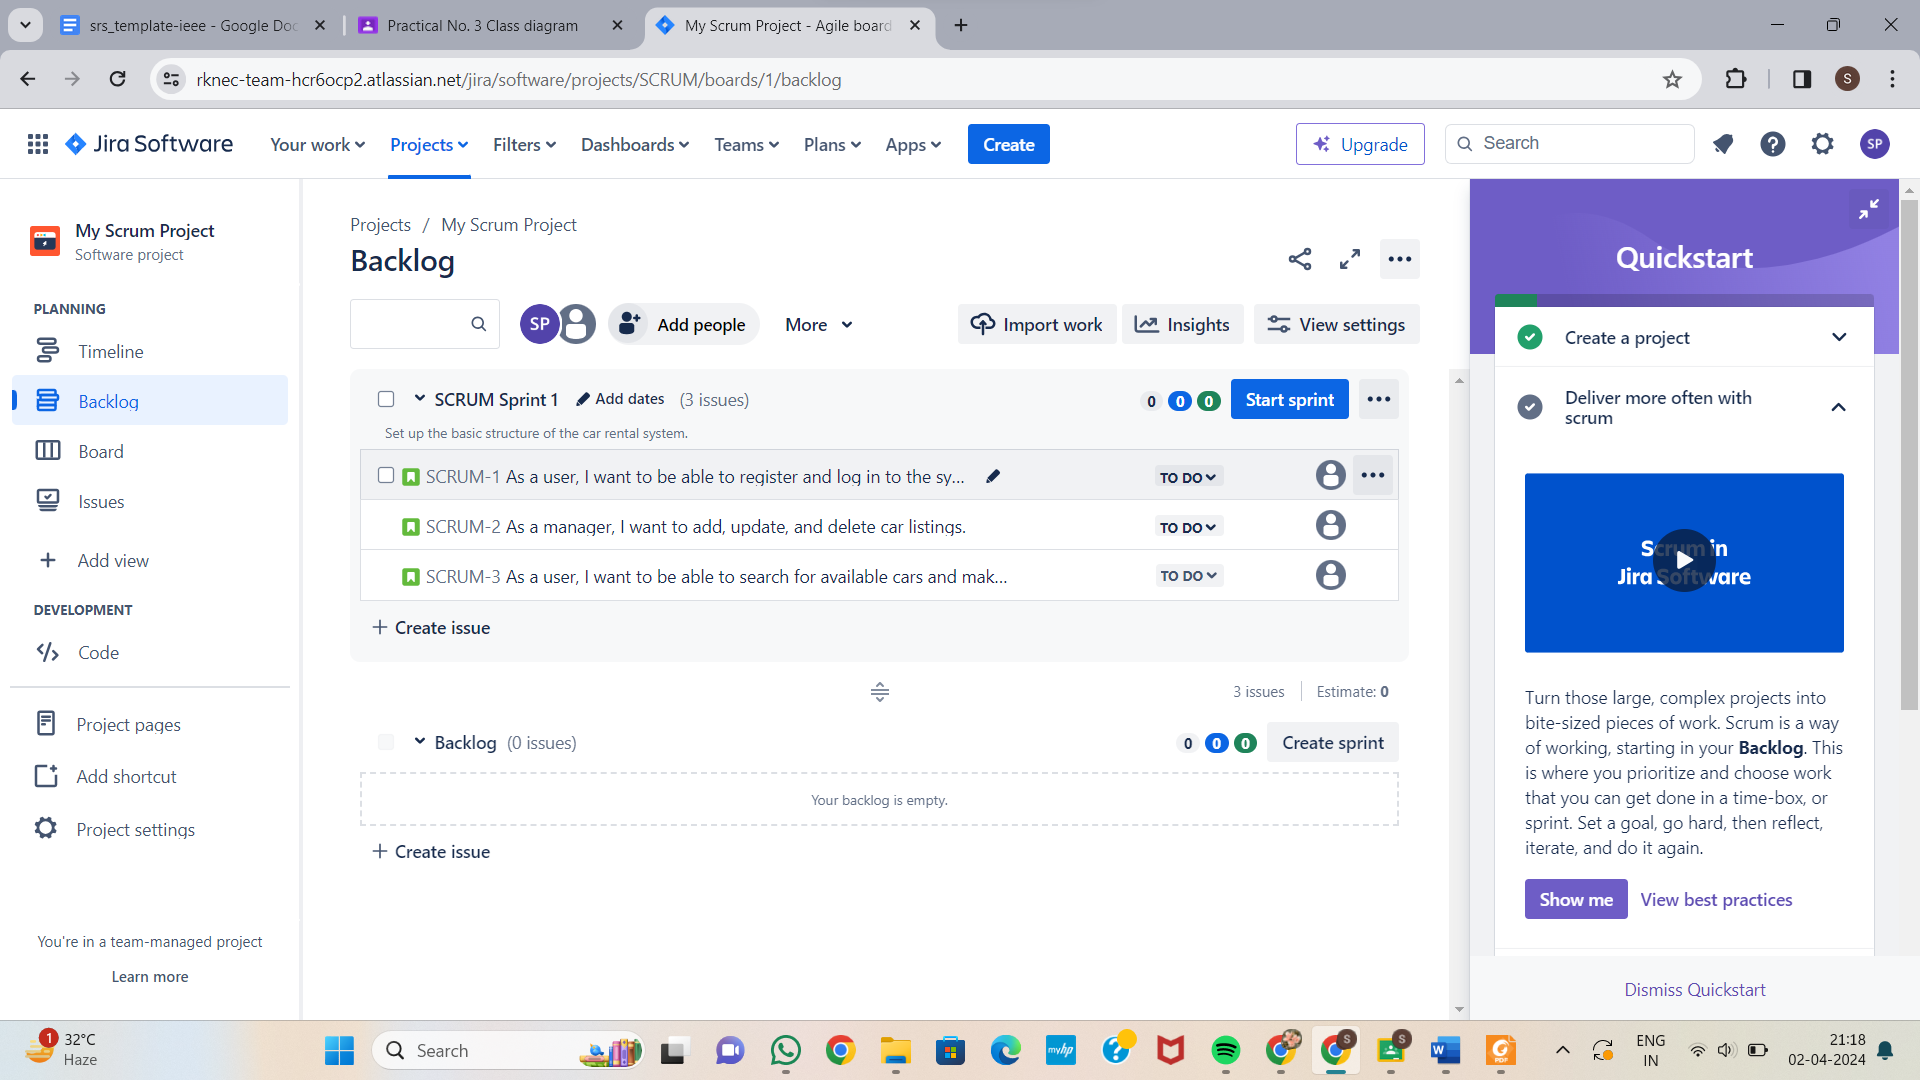 srs_template-ieee - Google Doc
Practical No. 3 Class diagram
My Scrum Project - Agile board
rknec-team-hcr6ocp2.atlassian.net/jira/software/projects/SCRUM/boards/1/backlog
S
Jira Software
Your work
Projects
Filters
Dashboards
Teams
Plans
Apps
Create
Upgrade
Search
SP
My Scrum Project
Software project
PLANNING
Timeline
Backlog
Board
Issues
Add view
DEVELOPMENT
Code
Project pages
Add shortcut
Project settings
You're in a team-managed project
Learn more
Projects / My Scrum Project
Backlog
SP
Add people
More
Import work
Insights
View settings
SCRUM Sprint 1 Add dates (3 issues)
0 0 0
Start sprint
Set up the basic structure of the car rental system.
SCRUM-1 As a user, I want to be able to register and log in to the sy... TO DO
SCRUM-2 As a manager, I want to add, update, and delete car listings. TO DO
SCRUM-3 As a user, I want to be able to search for available cars and mak... TO DO
Create issue
3 issues Estimate: 0
Backlog (0 issues)
0 0 0
Create sprint
Your backlog is empty.
Create issue
Quickstart
Create a project
Deliver more often with
scrum
Scrum in
Jira Software
Turn those large, complex projects into
bite-sized pieces of work. Scrum is a way
of working, starting in your Backlog. This
is where you prioritize and choose work
that you can get done in a time-box, or
sprint. Set a goal, go hard, then reflect,
iterate, and do it again.
Show me
View best practices
Dismiss Quickstart
1
32°C
Haze
Search
myhp
S
S
W
PDF
ENG
IN
21:18
02-04-2024